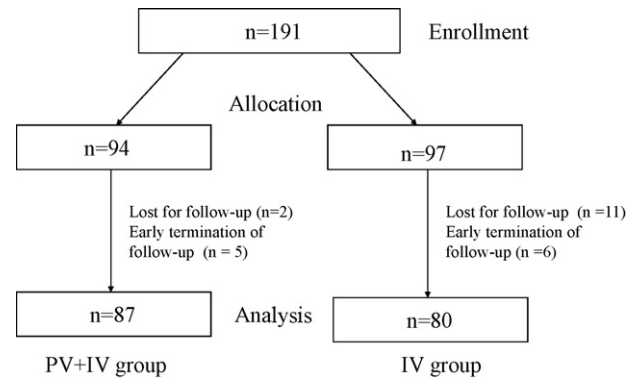 n=191
Enrollment
Allocation
n=94
n=97
Lost for follow-up (n=2)
Early termination of
follow-up (n = 5)
Lost for follow-up (n =11)
Early termination of
follow-up (n =6)
n=87
Analysis
n=80
PV+IV group
IV group